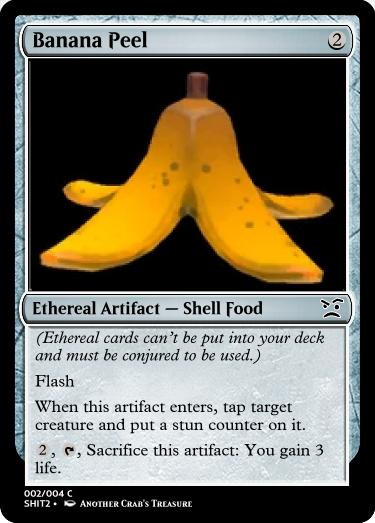 Banana Peel 2
Ethereal Artifact — Shell Food
(Ethereal cards can't be put into your deck
and must be conjured to be used.)
Flash
When this artifact enters, tap target
creature and put a stun counter on it.
2, , Sacrifice this artifact: You gain 3
life.
002/004 C
SHIT2 • Another Crab's Treasure